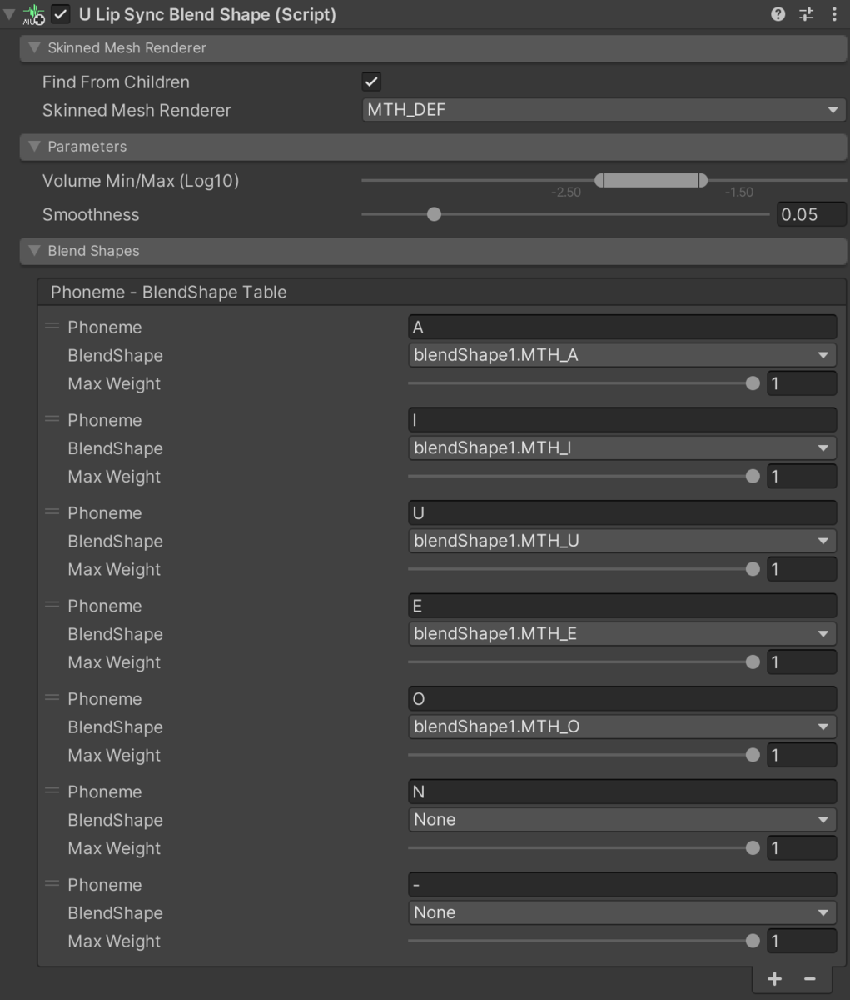 AIU
U Lip Sync Blend Shape (Script)
Skinned Mesh Renderer
Find From Children
Skinned Mesh Renderer MTH_DEF
Parameters
Volume Min/Max (Log10)
-2.50 -1.50
Smoothness 0.05
Blend Shapes
Phoneme - BlendShape Table
Phoneme A
BlendShape blendShape1.MTH_A
Max Weight 1
Phoneme I
BlendShape blendShape1.MTH_I
Max Weight 1
Phoneme U
BlendShape blendShape1.MTH_U
Max Weight 1
Phoneme E
BlendShape blendShape1.MTH_E
Max Weight 1
Phoneme O
BlendShape blendShape1.MTH_O
Max Weight 1
Phoneme N
BlendShape None
Max Weight 1
Phoneme -
BlendShape None
Max Weight 1
+ −